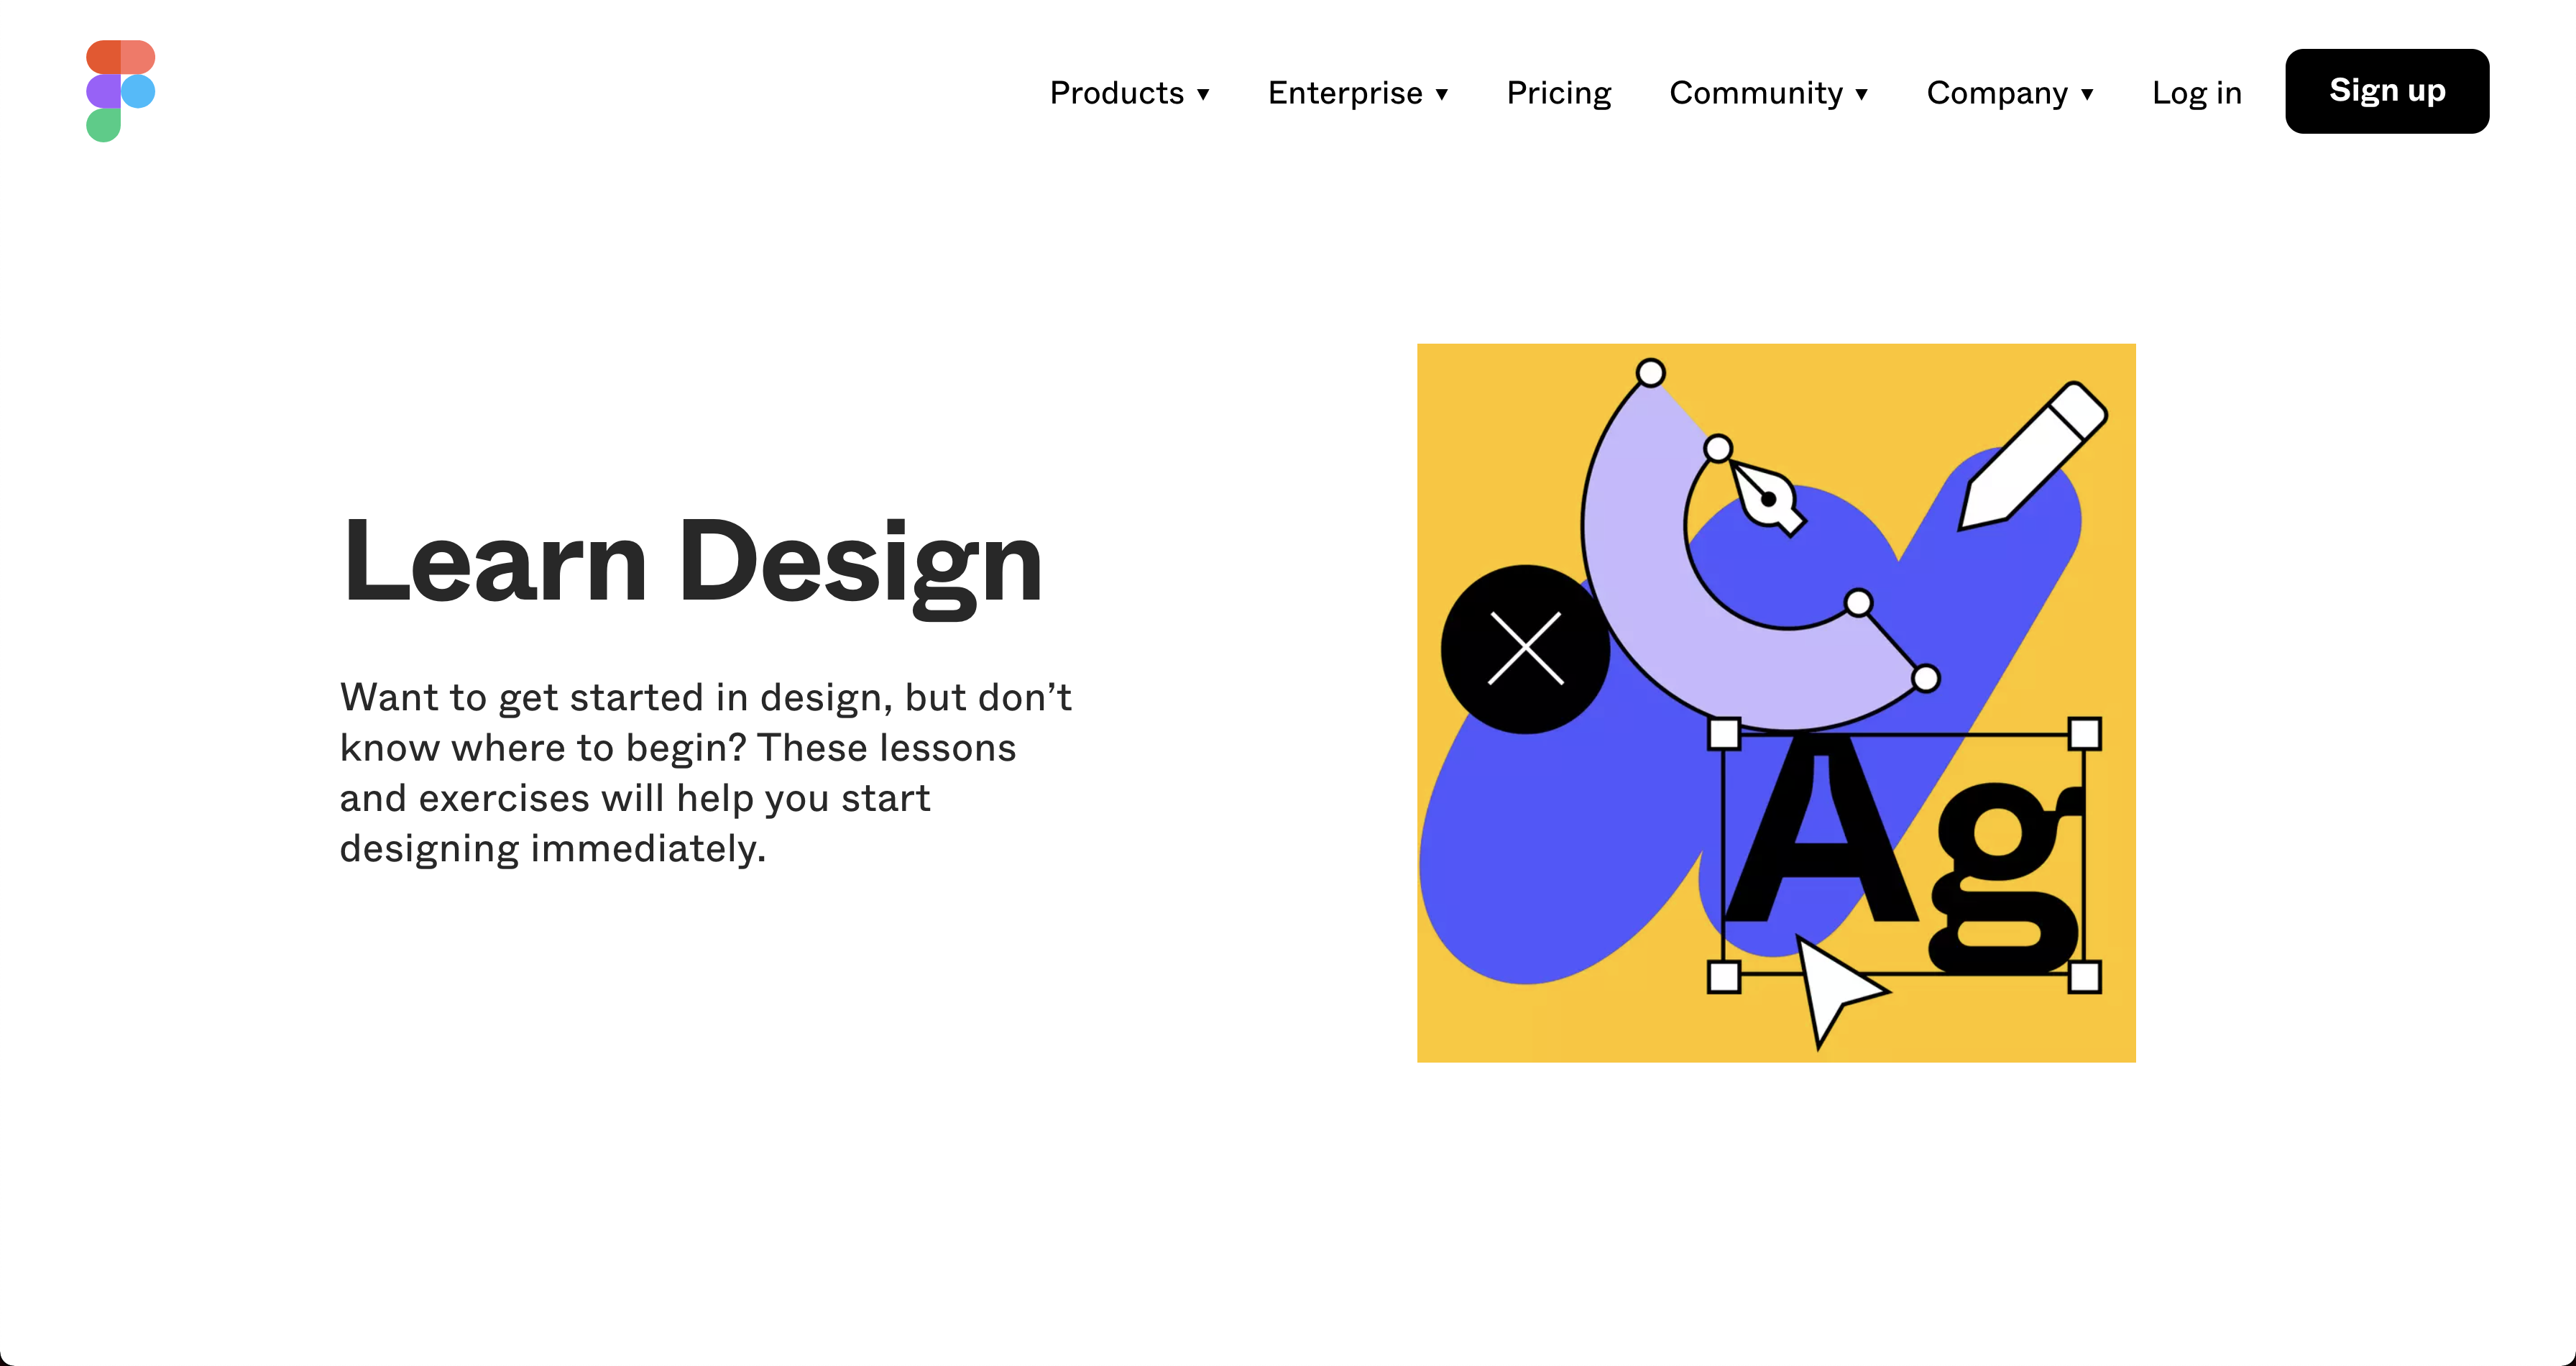 Products ▼ Enterprise ▼ Pricing Community ▼ Company ▼ Log in Sign up
Learn Design
Want to get started in design, but don’t
know where to begin? These lessons
and exercises will help you start
designing immediately.
Ag